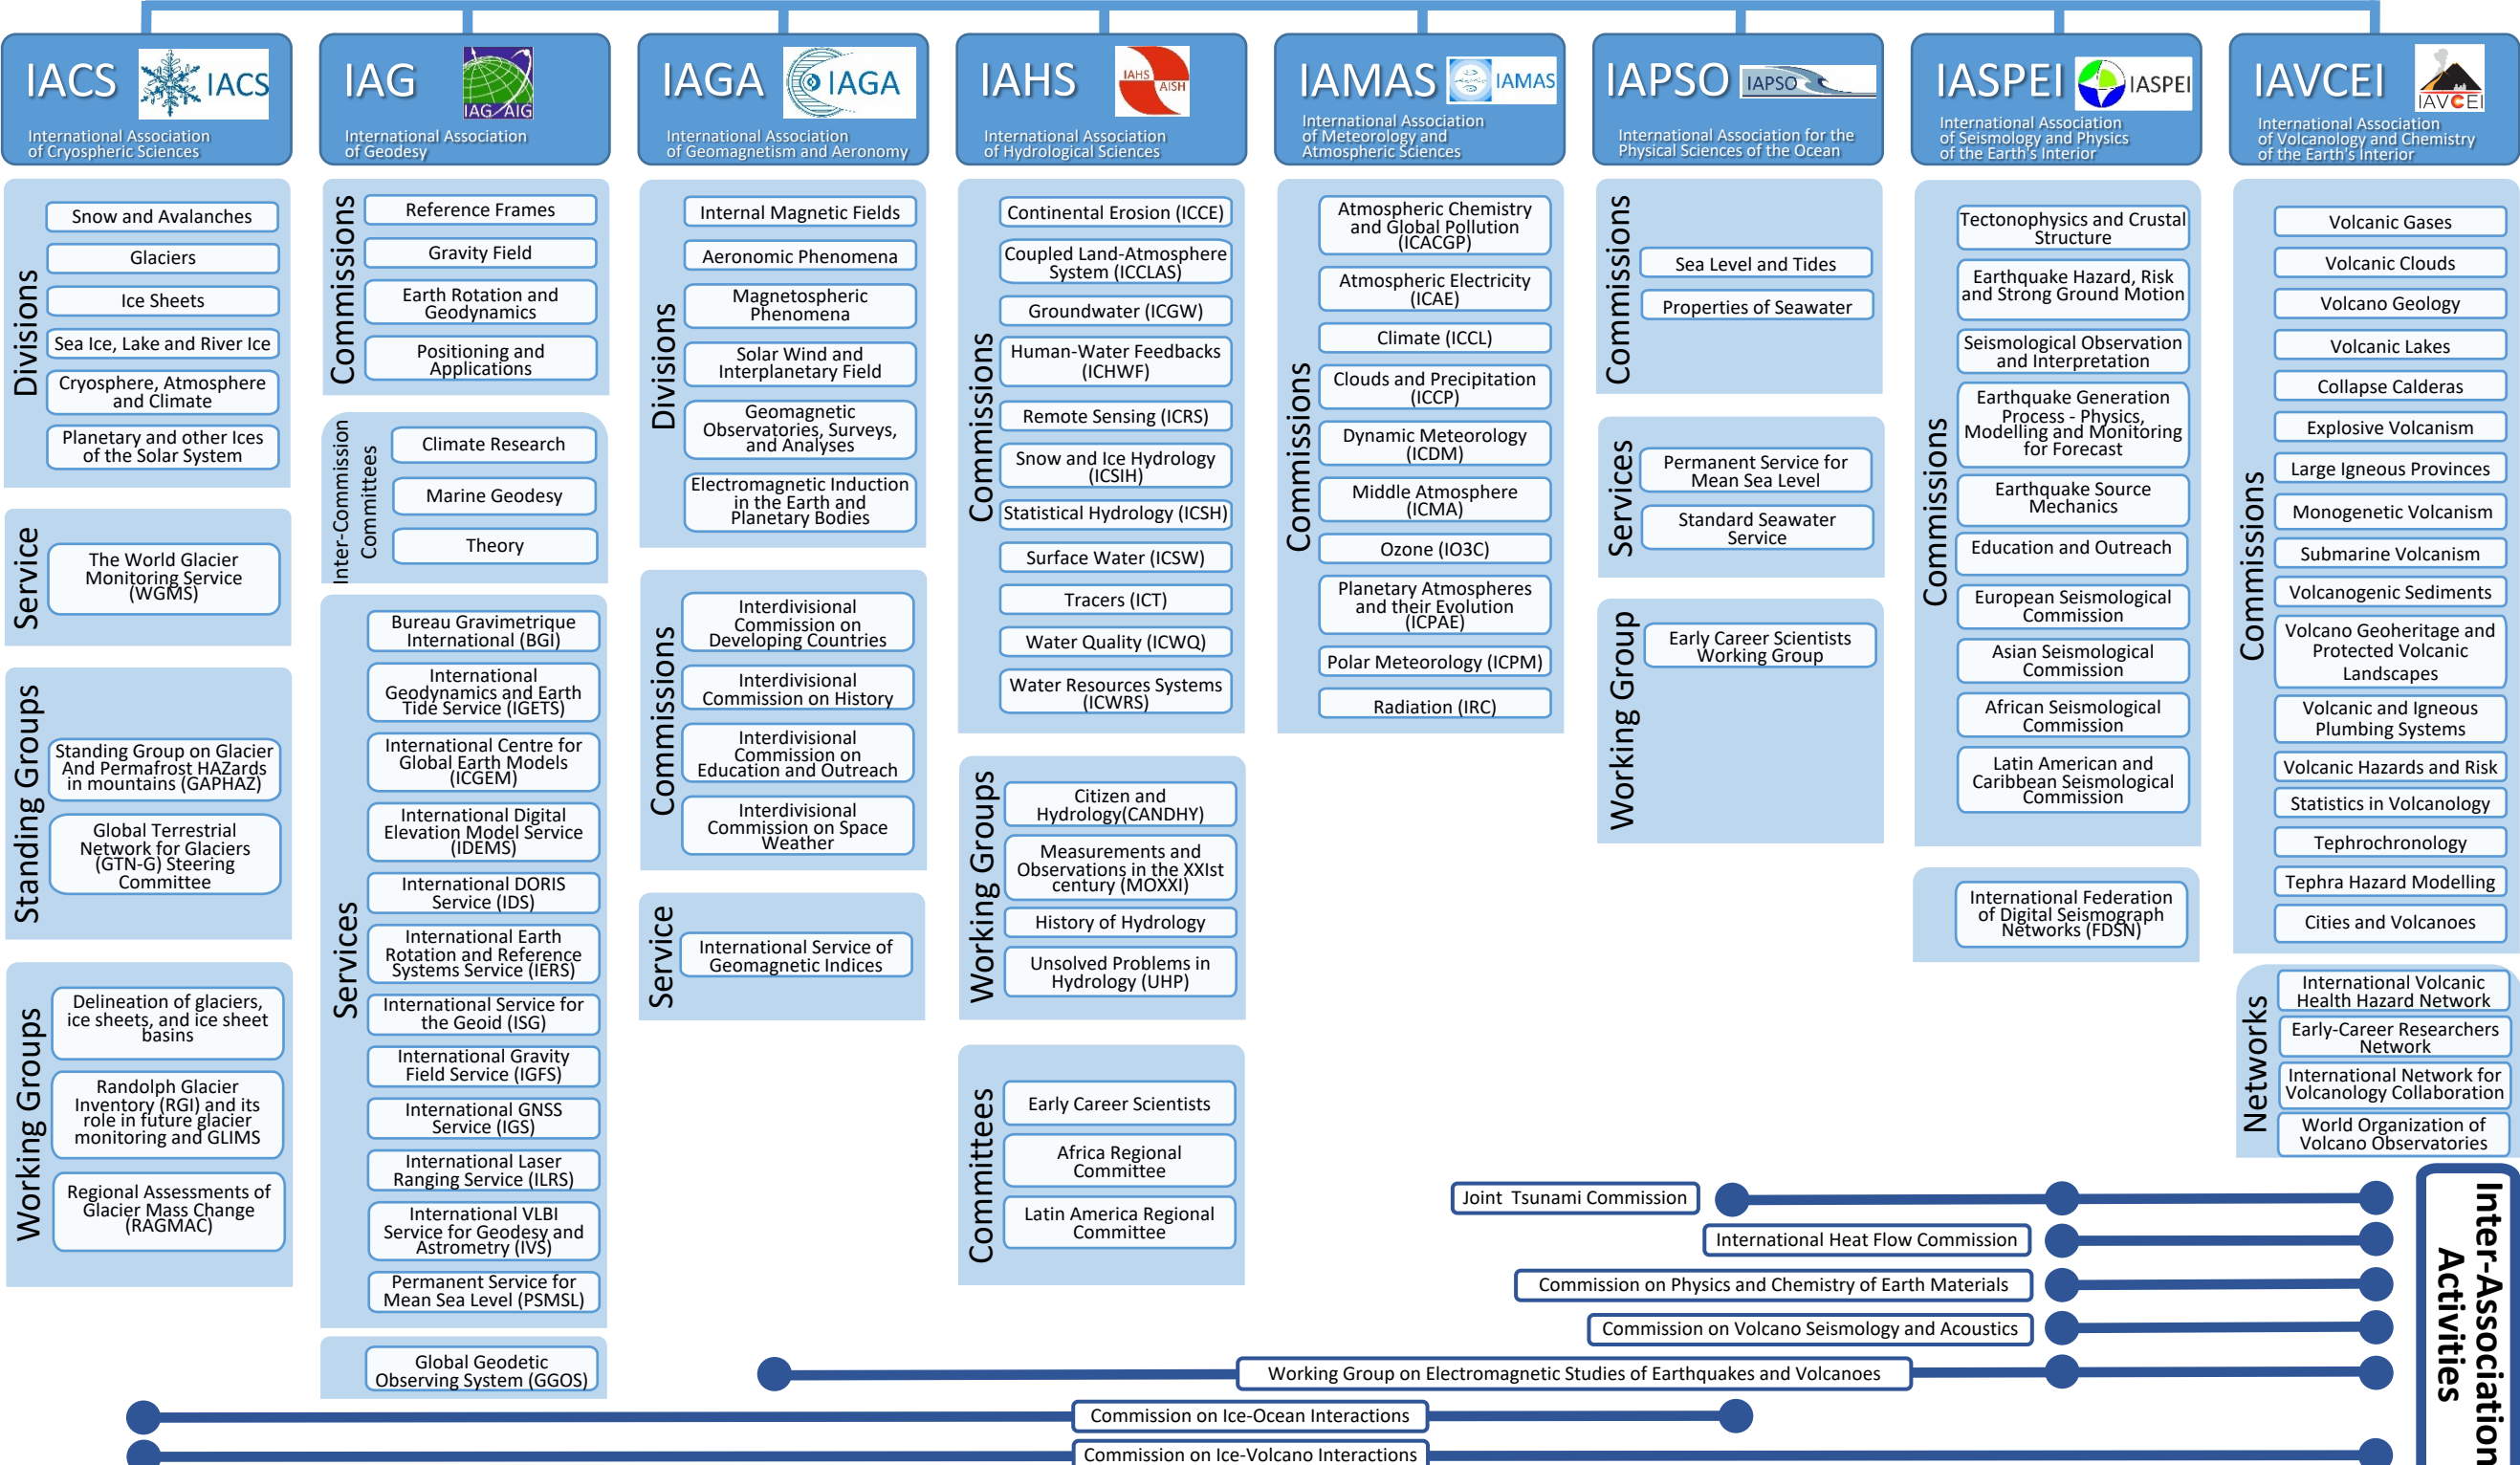 IACS
IACS
International Association
of Cryospheric Sciences
Divisions
Snow and Avalanches
Glaciers
Ice Sheets
Sea Ice, Lake and River Ice
Cryosphere, Atmosphere
and Climate
Planetary and other Ices
of the Solar System
Service
The World Glacier
Monitoring Service
(WGMS)
Standing Groups
Standing Group on Glacier
And Permafrost HAZards
in mountains (GAPHAZ)
Global Terrestrial
Network for Glaciers
(GTN-G) Steering
Committee
Working Groups
Delineation of glaciers,
ice sheets, and ice sheet
basins
Randolph Glacier
Inventory (RGI) and its
role in future glacier
monitoring and GLIMS
Regional Assessments of
Glacier Mass Change
(RAGMAC)
IAG
IAG AIG
International Association
of Geodesy
Commissions
Reference Frames
Gravity Field
Earth Rotation and
Geodynamics
Positioning and
Applications
Inter-Commission
Committees
Climate Research
Marine Geodesy
Theory
Services
Bureau Gravimetrique
International (BGI)
International
Geodynamics and Earth
Tide Service (IGETS)
International Centre for
Global Earth Models
(ICGEM)
International Digital
Elevation Model Service
(IDEMS)
International DORIS
Service (IDS)
International Earth
Rotation and Reference
Systems Service (IERS)
International Service for
the Geoid (ISG)
International Gravity
Field Service (IGFS)
International GNSS
Service (IGS)
International Laser
Ranging Service (ILRS)
International VLBI
Service for Geodesy and
Astrometry (IVS)
Permanent Service for
Mean Sea Level (PSMSL)
Global Geodetic
Observing System (GGOS)
IAGA
IAGA
International Association
of Geomagnetism and Aeronomy
Divisions
Internal Magnetic Fields
Aeronomic Phenomena
Magnetospheric
Phenomena
Solar Wind and
Interplanetary Field
Geomagnetic
Observatories, Surveys,
and Analyses
Electromagnetic Induction
in the Earth and
Planetary Bodies
Commissions
Interdivisional
Commission on
Developing Countries
Interdivisional
Commission on History
Interdivisional
Commission on
Education and Outreach
Interdivisional
Commission on Space
Weather
Service
International Service of
Geomagnetic Indices
IAHS
IAHS
AISH
International Association
of Hydrological Sciences
Commissions
Continental Erosion (ICCE)
Coupled Land-Atmosphere
System (ICCLAS)
Groundwater (ICGW)
Human-Water Feedbacks
(ICHWF)
Remote Sensing (ICRS)
Snow and Ice Hydrology
(ICSIH)
Statistical Hydrology (ICSH)
Surface Water (ICSW)
Tracers (ICT)
Water Quality (ICWQ)
Water Resources Systems
(ICWRS)
Working Groups
Citizen and
Hydrology(CANDHY)
Measurements and
Observations in the XXIst
century (MOXXI)
History of Hydrology
Unsolved Problems in
Hydrology (UHP)
Committees
Early Career Scientists
Africa Regional
Committee
Latin America Regional
Committee
IAMAS
IAMAS
International Association
of Meteorology and
Atmospheric Sciences
Commissions
Atmospheric Chemistry
and Global Pollution
(ICACGP)
Atmospheric Electricity
(ICAE)
Climate (ICCL)
Clouds and Precipitation
(ICCP)
Dynamic Meteorology
(ICDM)
Middle Atmosphere
(ICMA)
Ozone (IO3C)
Planetary Atmospheres
and their Evolution
(ICPAE)
Polar Meteorology (ICPM)
Radiation (IRC)
IAPSO
IAPSO
International Association for the
Physical Sciences of the Ocean
Commissions
Sea Level and Tides
Properties of Seawater
Services
Permanent Service for
Mean Sea Level
Standard Seawater
Service
Working Group
Early Career Scientists
Working Group
IASPEI
IASPEI
International Association
of Seismology and Physics
of the Earth's Interior
Commissions
Tectonophysics and Crustal
Structure
Earthquake Hazard, Risk
and Strong Ground Motion
Seismological Observation
and Interpretation
Earthquake Generation
Process - Physics,
Modelling and Monitoring
for Forecast
Earthquake Source
Mechanics
Education and Outreach
European Seismological
Commission
Asian Seismological
Commission
African Seismological
Commission
Latin American and
Caribbean Seismological
Commission
International Federation
of Digital Seismograph
Networks (FDSN)
IAVCEI
IAVCEI
International Association
of Volcanology and Chemistry
of the Earth's Interior
Commissions
Volcanic Gases
Volcanic Clouds
Volcano Geology
Volcanic Lakes
Collapse Calderas
Explosive Volcanism
Large Igneous Provinces
Monogenetic Volcanism
Submarine Volcanism
Volcanogenic Sediments
Volcano Geoheritage and
Protected Volcanic
Landscapes
Volcanic and Igneous
Plumbing Systems
Volcanic Hazards and Risk
Statistics in Volcanology
Tephrochronology
Tephra Hazard Modelling
Cities and Volcanoes
Networks
International Volcanic
Health Hazard Network
Early-Career Researchers
Network
International Network for
Volcanology Collaboration
World Organization of
Volcano Observatories
Inter-Association
Activities
Joint Tsunami Commission
International Heat Flow Commission
Commission on Physics and Chemistry of Earth Materials
Commission on Volcano Seismology and Acoustics
Working Group on Electromagnetic Studies of Earthquakes and Volcanoes
Commission on Ice-Ocean Interactions
Commission on Ice-Volcano Interactions